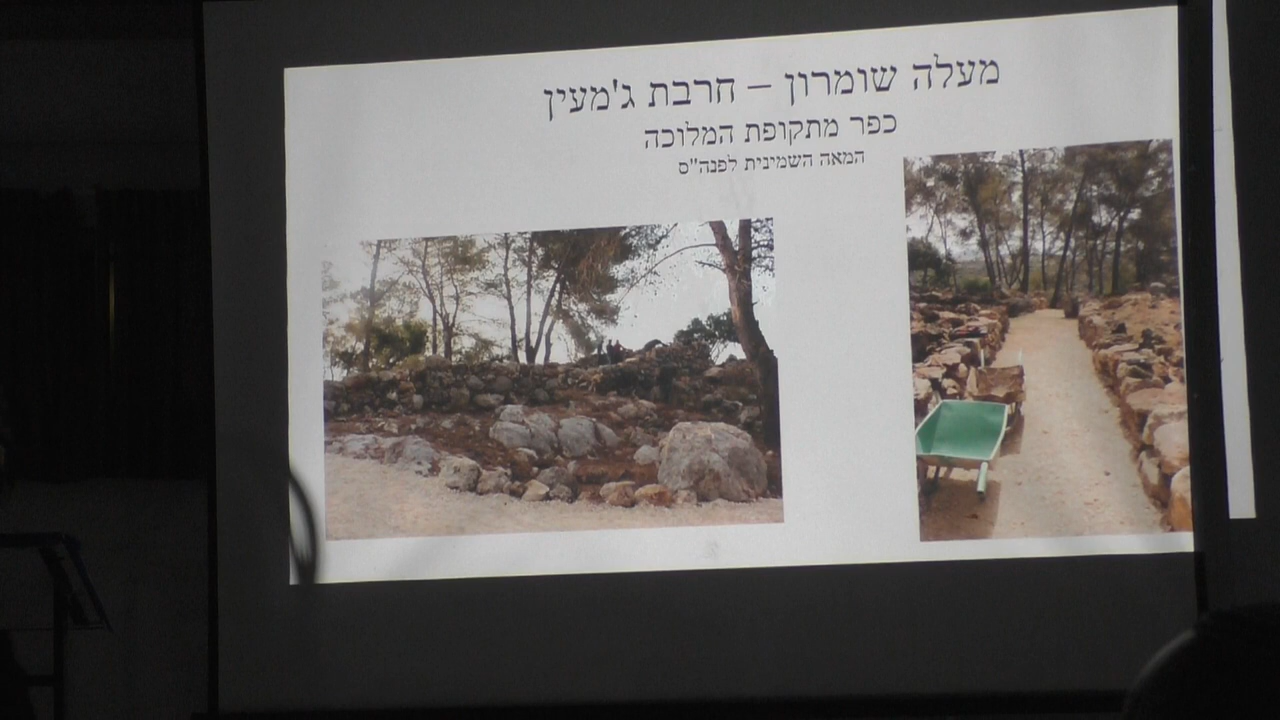 מעלה שומרון – חרבת ג'מעין
כפר מתקופת המלוכה
המאה השמינית לפנה"ס